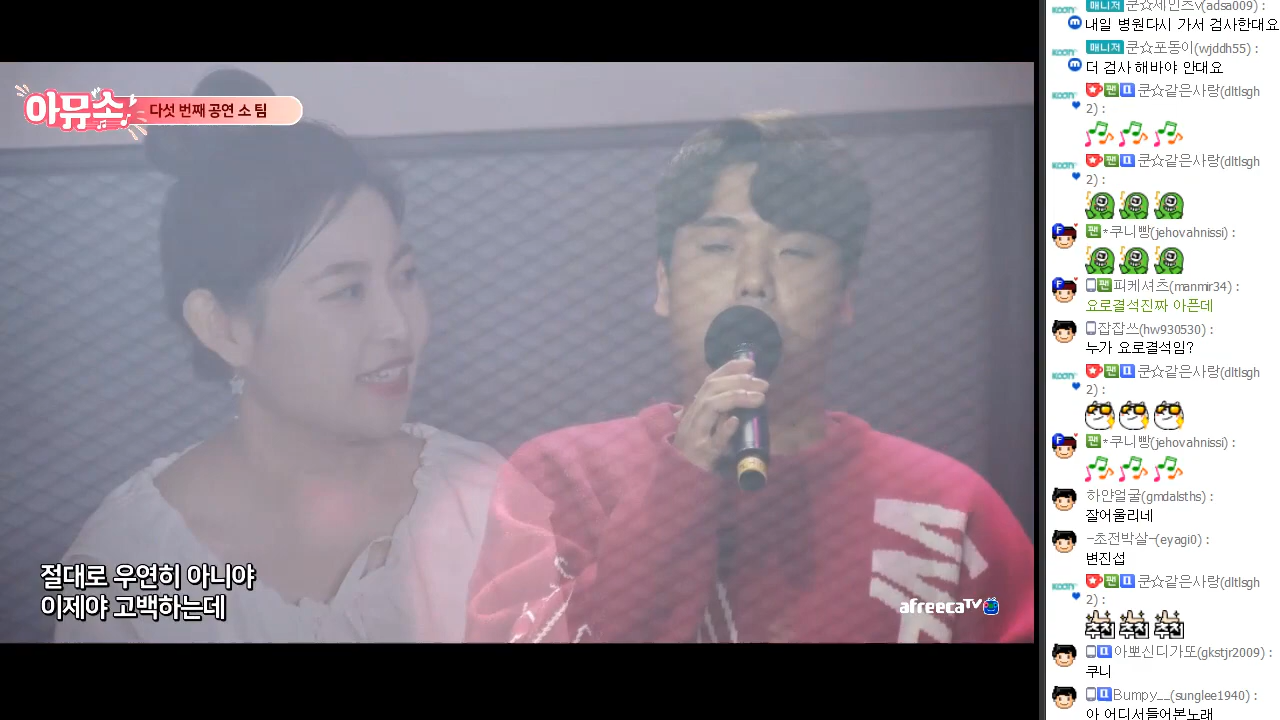 아뮤송!
다섯 번째 공연 소 팀
절대로 우연히 아니야
이제야 고백하는데
afreecaTV
매니저 쿤☆세인츠v(adsa009) :
내일 병원다시 가서 검사한대요
매니저 쿤☆포동이(wjddh55) :
더 검사 해바야 안대요
팬 쿤☆같은사랑(dltlsgh
2) :
팬 쿤☆같은사랑(dltlsgh
2) :
팬 *쿠니빵(jehovahnissi) :
팬 피케셔츠(manmir34) :
요로결석진짜 아픈데
잡잡쓰(hw930530) :
누가 요로결석임?
팬 쿤☆같은사랑(dltlsgh
2) :
팬 *쿠니빵(jehovahnissi) :
하얀얼굴(gmdalsths) :
잘어울리네
-초전박살-(eyagi0) :
변진섭
팬 쿤☆같은사랑(dltlsgh
2) :
추천 추천 추천
아뽀신디가또(gkstjr2009) :
쿠니
Bumpy__(sunglee1940) :
아 어디서들어본노래